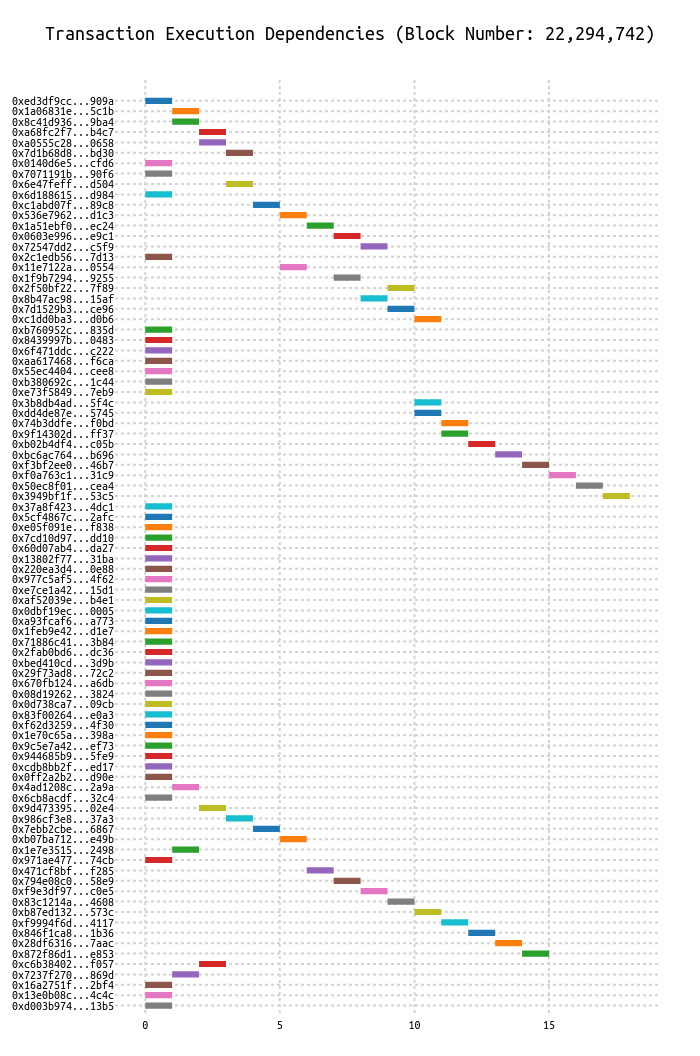 Transaction Execution Dependencies (Block Number: 22,294,742)
0xed3df9cc...909a
0x1a06831e...5c1b
0x8c41d936...9ba4
0xa68fc2f7...b4c7
0xa0555c28...0658
0x7d1b68d8...bd30
0x0140d6e5...cfd6
0x7071191b...90f6
0x6e47feff...d504
0x6d188615...d984
0xc1abd07f...89c8
0x536e7962...d1c3
0x1a51ebf0...ec24
0x0603e996...e9c1
0x72547dd2...c5f9
0x2c1edb56...7d13
0x11e7122a...0554
0x1f9b7294...9255
0x2f50bf22...7f89
0x8b47ac98...15af
0x7d1529b3...ce96
0xc1dd0ba3...d0b6
0xb760952c...835d
0x8439997b...0483
0x6f471ddc...c222
0xaa617468...f6ca
0x55ec4404...cee8
0xb380692c...1c44
0xe73f5849...7eb9
0x3b8db4ad...5f4c
0xdd4de87e...5745
0x74b3ddfe...f0bd
0x9f14302d...ff37
0xb02b4df4...c05b
0xbc6ac764...b696
0xf3bf2ee0...46b7
0xf0a763c1...31c9
0x50ec8f01...cea4
0x3949bf1f...53c5
0x37a8f423...4dc1
0x5cf4867c...2afc
0xe05f091e...f838
0x7cd10d97...dd10
0x60d07ab4...da27
0x13802f77...31ba
0x220ea3d4...0e88
0x977c5af5...4f62
0xe7ce1a42...15d1
0xaf52039e...b4e1
0x0dbf19ec...0005
0xa93fcaf6...a773
0x1feb9e42...d1e7
0x71886c41...3b84
0x2fab0bd6...dc36
0xbed410cd...3d9b
0x29f73ad8...72c2
0x670fb124...a6db
0x08d19262...3824
0x0d738ca7...09cb
0x83f00264...e0a3
0xf62d3259...4f30
0x1e70c65a...398a
0x9c5e7a42...ef73
0x944685b9...5fe9
0xcdb8bb2f...ed17
0x0ff2a2b2...d90e
0x4ad1208c...2a9a
0x6cb8acdf...32c4
0x9d473395...02e4
0x986cf3e8...37a3
0x7ebb2cbe...6867
0xb07ba712...e49b
0x1e7e3515...2498
0x971ae477...74cb
0x471cf8bf...f285
0x794e08c0...58e9
0xf9e3df97...c0e5
0x83c1214a...4608
0xb87ed132...573c
0xf9994f6d...4117
0x846f1ca8...1b36
0x28df6316...7aac
0x872f86d1...e853
0xc6b38402...f057
0x7237f270...869d
0x16a2751f...2bf4
0x13e0b08c...4c4c
0xd003b974...13b5
0 5 10 15